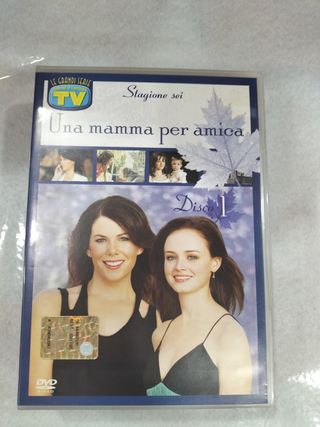 LE GRANDI SERIE
TV
Stagione sei
Una mamma per amica
Disco 1
DVD